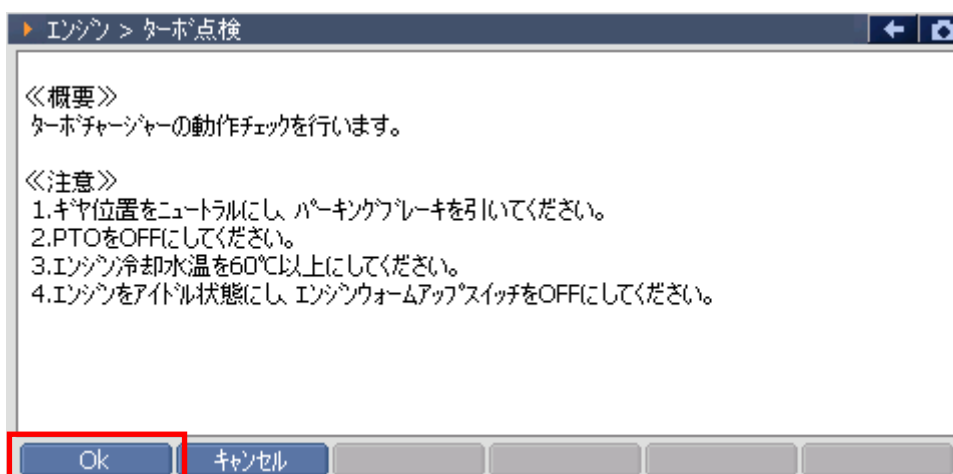 エンジン > ターボ点検
≪概要≫
ターボチャージャーの動作チェックを行います。
≪注意≫
1.ギヤ位置をニュートラルにし、パーキングブレーキを引いてください。
2.PTOをOFFにしてください。
3.エンジン冷却水温を60℃以上にしてください。
4.エンジンをアイドル状態にし、エンジンウォームアップスイッチをOFFにしてください。
Ok
キャンセル